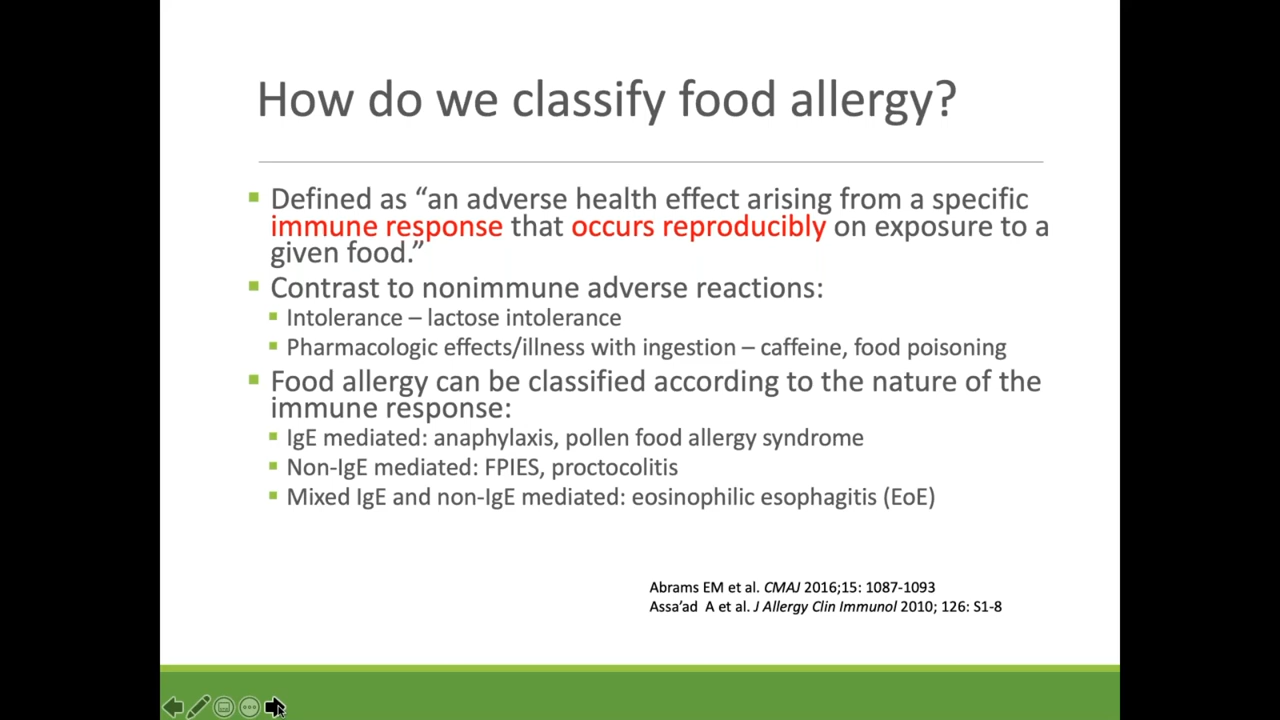 How do we classify food allergy?
Defined as “an adverse health effect arising from a specific
immune response that occurs reproducibly on exposure to a
given food.”
Contrast to nonimmune adverse reactions:
Intolerance – lactose intolerance
Pharmacologic effects/illness with ingestion – caffeine, food poisoning
Food allergy can be classified according to the nature of the
immune response:
IgE mediated: anaphylaxis, pollen food allergy syndrome
Non-IgE mediated: FPIES, proctocolitis
Mixed IgE and non-IgE mediated: eosinophilic esophagitis (EoE)
Abrams EM et al. CMAJ 2016;15: 1087-1093
Assa’ad A et al. J Allergy Clin Immunol 2010; 126: S1-8